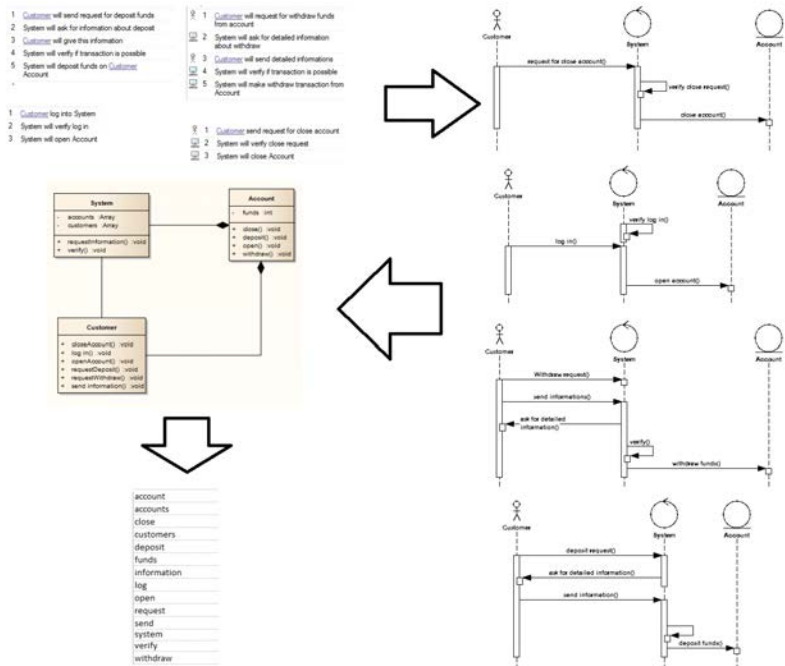 1 Customer will send request for deposit funds
2 System will ask for information about deposit
3 Customer will give this information
4 System will verify if transaction is possible
5 System will deposit funds on Customer
Account
1 Customer will request for withdraw funds
from account
2 System will ask for detailed information
about withdraw
3 Customer will send detailed informations
4 System will verify if transaction is possible
5 System will make withdraw transaction from
Account
1 Customer log into System
2 System will verify log in
3 System will open Account
1 Customer send request for close account
2 System will verify close request
3 System will close Account
Customer
System
Account
request for close account()
verify close request
close account()
System
- accounts :Array
- customers :Array
+ requestInformation() :void
+ verify() :void
Account
- funds :int
+ close() :void
+ deposit() :void
+ open() :void
+ withdraw() :void
Customer
+ closeAccount() :void
+ log in() :void
+ openAccount() :void
+ requestDeposit() :void
+ requestWithdraw() :void
+ send information() :void
Customer
System
Account
verify log in()
log in()
open account()
Customer
System
Account
Withdraw request()
send informations()
ask for detailed
information()
verify()
withdraw funds()
Customer
System
Account
deposit request()
ask for detailed information()
send information()
deposit funds()
account
accounts
close
customers
deposit
funds
information
log
open
request
send
system
verify
withdraw